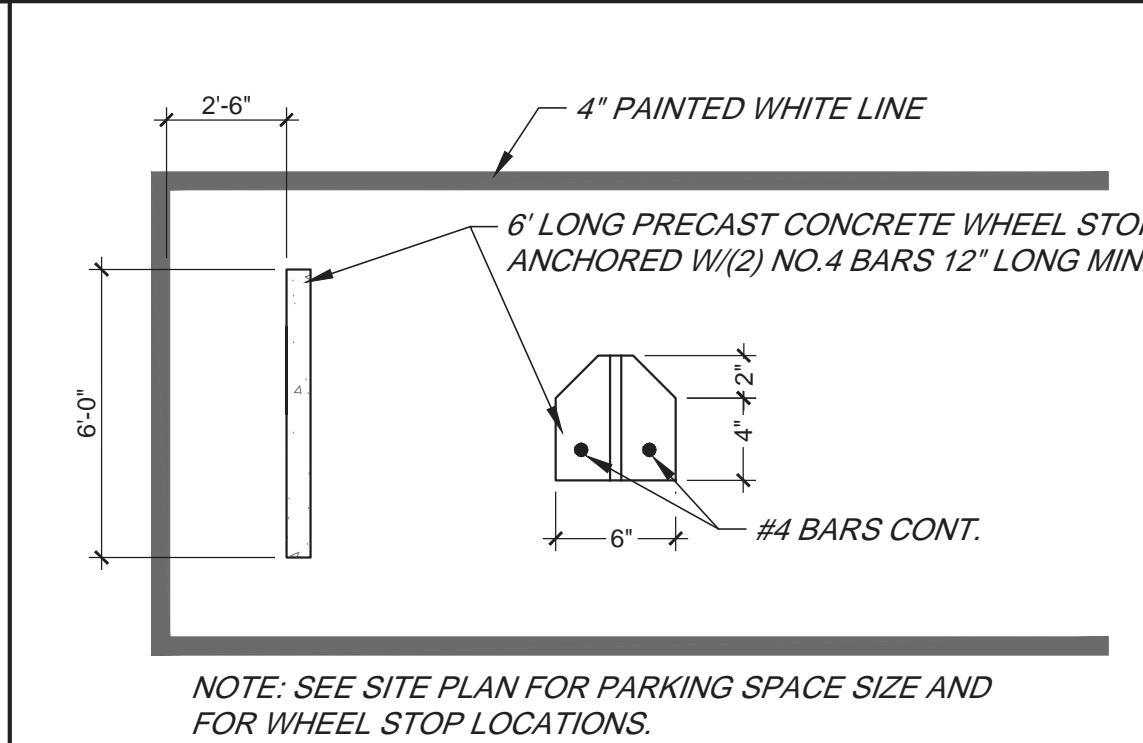 2'-6"
4" PAINTED WHITE LINE
6' LONG PRECAST CONCRETE WHEEL
ANCHORED W/(2) NO.4 BARS 12" LONG MIN
6'-0"
2"
4"
6"
#4 BARS CONT.
NOTE: SEE SITE PLAN FOR PARKING SPACE SIZE AND
FOR WHEEL STOP LOCATIONS.